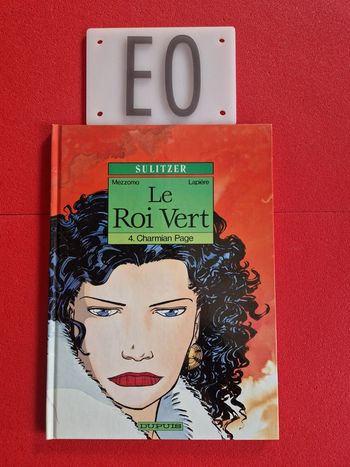 EO
SULITZER
Mezzomo Lapière
Le
Roi Vert
4. Charmian Page
DUPUIS